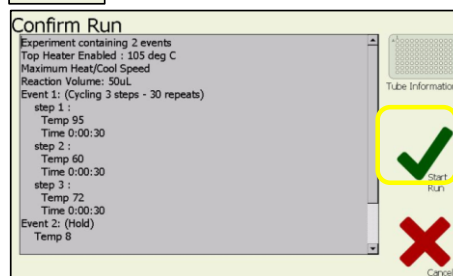 Confirm Run
Experiment containing 2 events
Top Heater Enabled : 105 deg C
Maximum Heat/Cool Speed
Reaction Volume: 50uL
Event 1: (Cycling 3 steps - 30 repeats)
step 1 :
Temp 95
Time 0:00:30
step 2 :
Temp 60
Time 0:00:30
step 3 :
Temp 72
Time 0:00:30
Event 2: (Hold)
Temp 8
Tube Information
Start
Run
Cancel